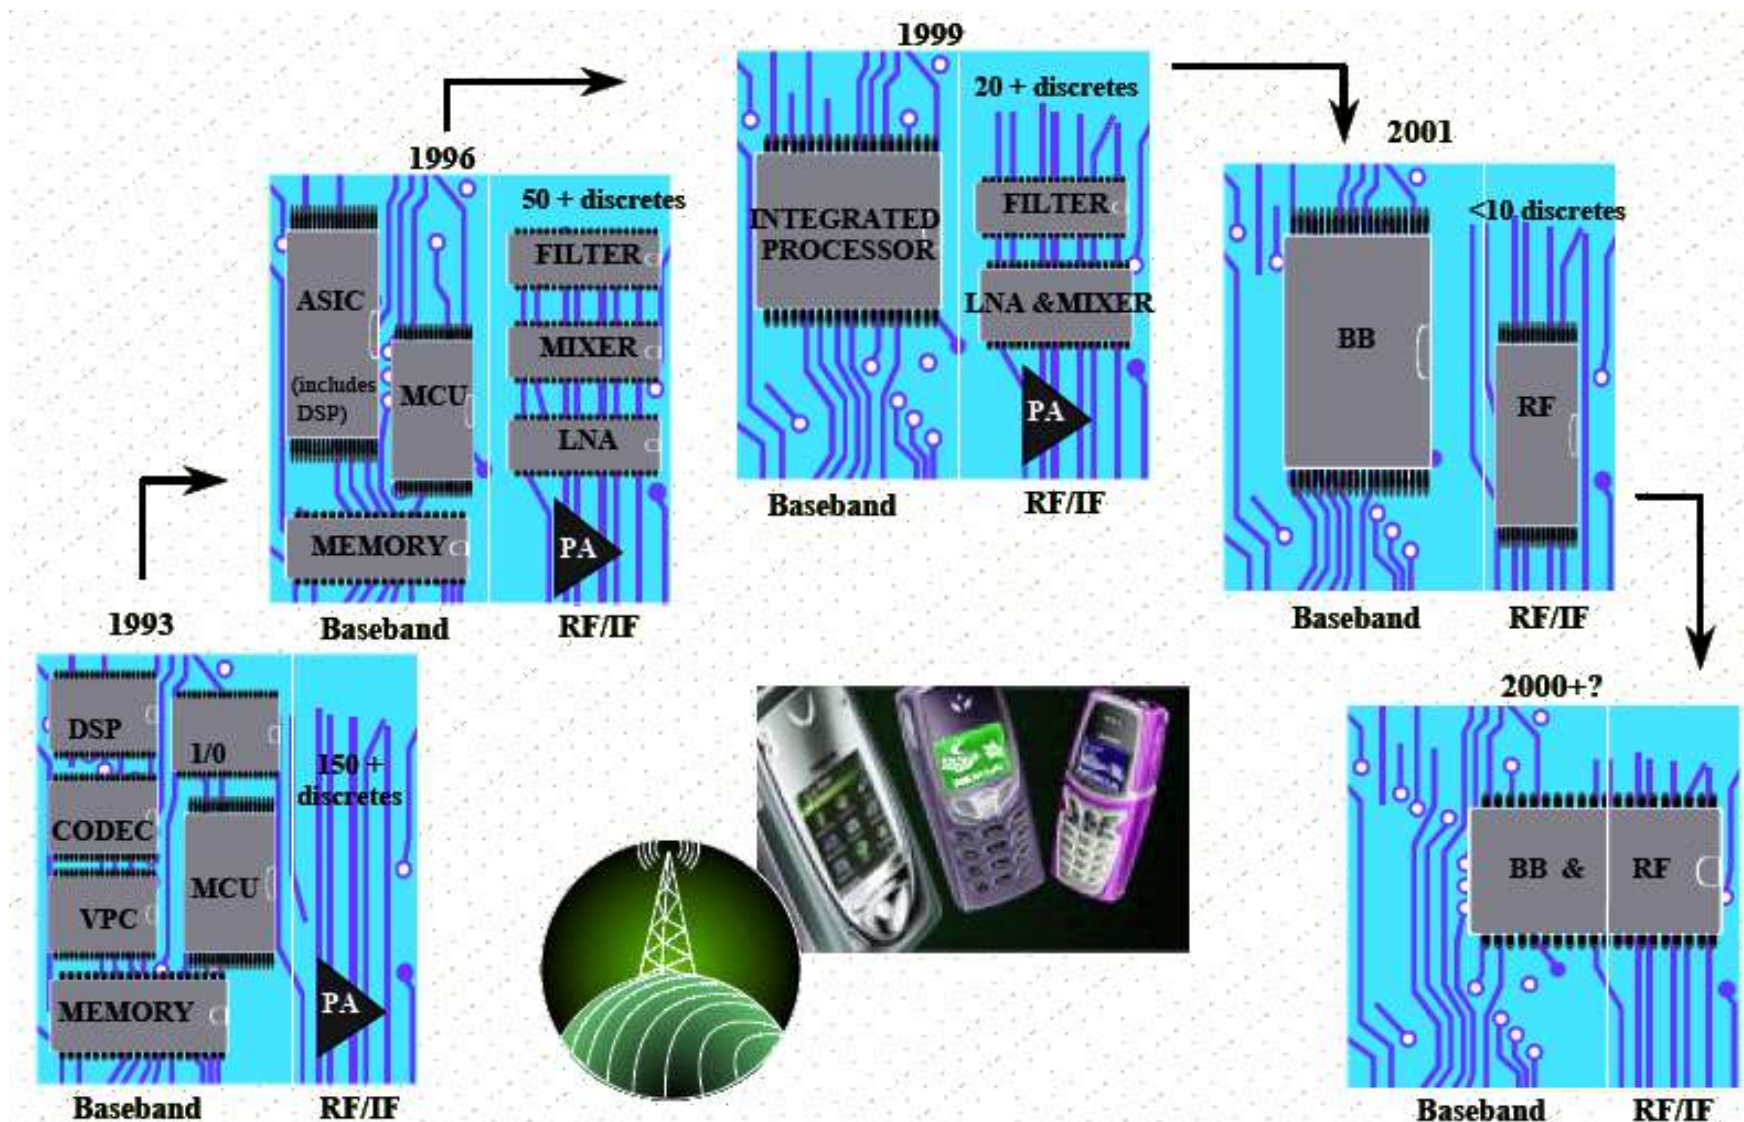 1993
DSP
I/0
150 +
discretes
CODEC
MCU
VPC
MEMORY
PA
Baseband
RF/IF
1996
50 + discretes
ASIC
(includes
DSP)
MCU
FILTER
MIXER
LNA
MEMORY
PA
Baseband
RF/IF
1999
20 + discretes
INTEGRATED
PROCESSOR
FILTER
LNA &MIXER
PA
Baseband
RF/IF
2001
<10 discretes
BB
RF
Baseband
RF/IF
2000+?
BB & RF
Baseband
RF/IF